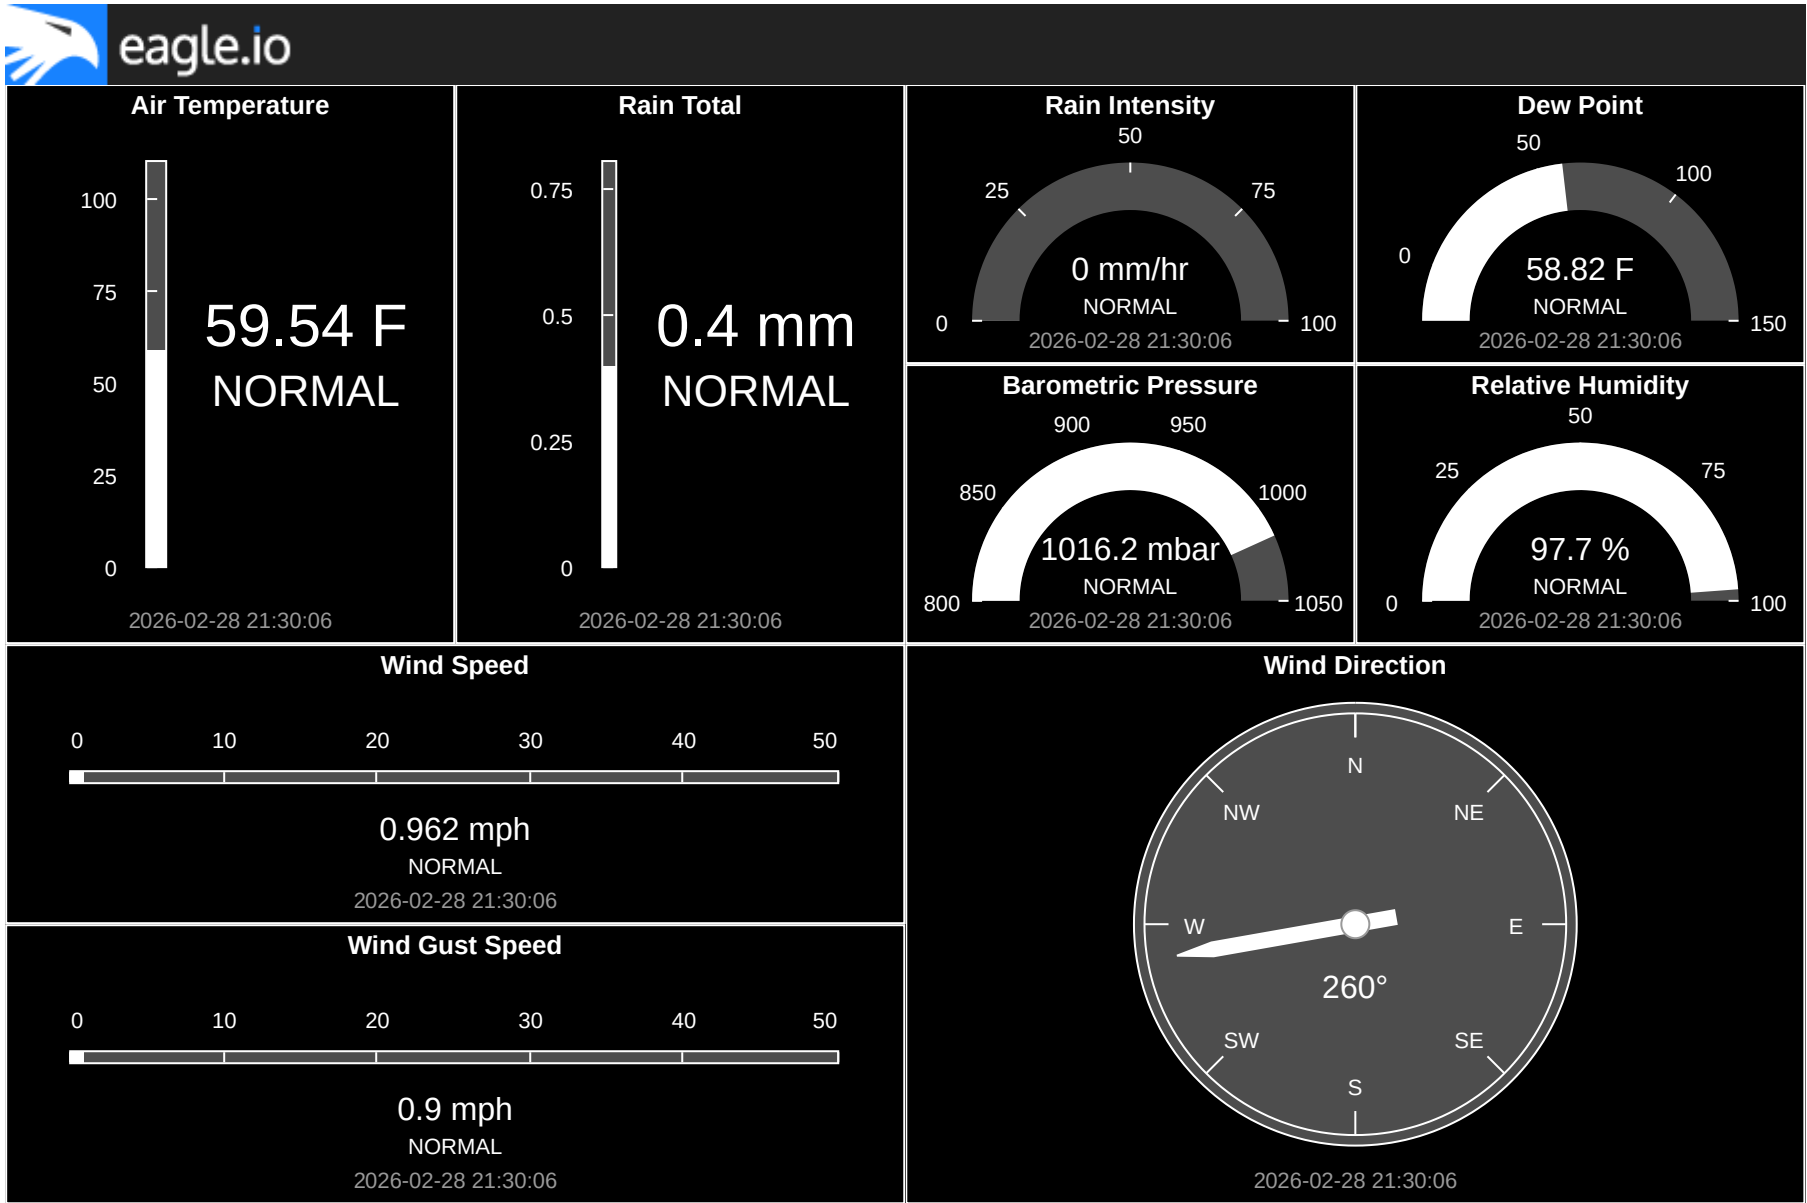 eagle.io
Air Temperature
100
75
50
25
0
59.54 F
NORMAL
2026-02-28 21:30:06
Rain Total
0.75
0.5
0.25
0
0.4 mm
NORMAL
2026-02-28 21:30:06
Rain Intensity
0
25
50
75
100
0 mm/hr
NORMAL
2026-02-28 21:30:06
Dew Point
0
50
100
150
58.82 F
NORMAL
2026-02-28 21:30:06
Barometric Pressure
800
850
900
950
1000
1050
1016.2 mbar
NORMAL
2026-02-28 21:30:06
Relative Humidity
0
25
50
75
100
97.7 %
NORMAL
2026-02-28 21:30:06
Wind Speed
0 10 20 30 40 50
0.962 mph
NORMAL
2026-02-28 21:30:06
Wind Gust Speed
0 10 20 30 40 50
0.9 mph
NORMAL
2026-02-28 21:30:06
Wind Direction
N
NW NE
W E
260°
SW SE
S
2026-02-28 21:30:06